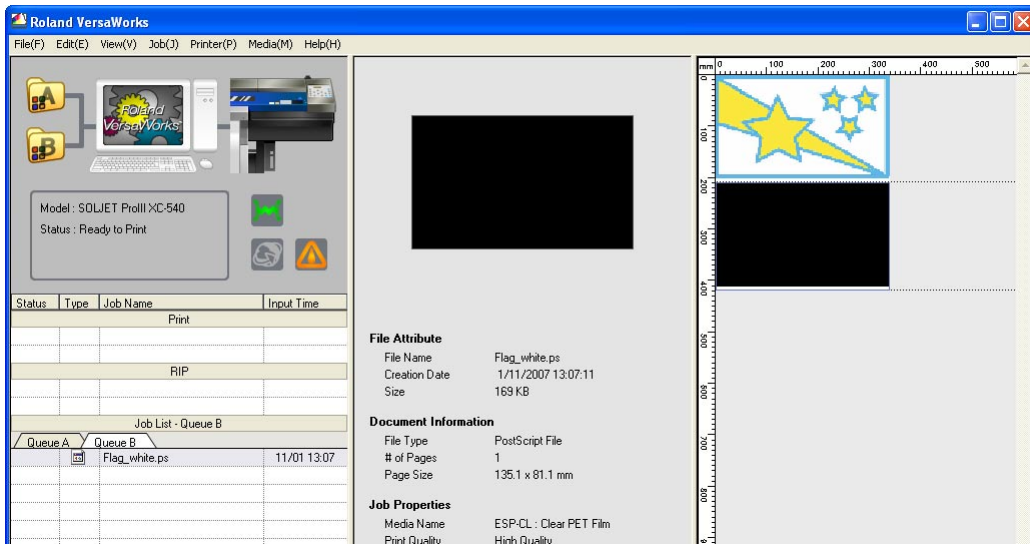 Roland VersaWorks
File(F) Edit(E) View(V) Job(J) Printer(P) Media(M) Help(H)
A
B
Roland
VersaWorks
Model : SOLJET ProIII XC-540
Status : Ready to Print
Status Type Job Name Input Time
Print
RIP
Job List - Queue B
Queue A Queue B
Flag_white.ps 11/01 13:07
File Attribute
File Name Flag_white.ps
Creation Date 1/11/2007 13:07:11
Size 169 KB
Document Information
File Type PostScript File
# of Pages 1
Page Size 135.1 x 81.1 mm
Job Properties
Media Name ESP-CL : Clear PET Film
Print Quality High Quality
mm 0 100 200 300 400 500
0
100
200
300
400
500
600
700
800